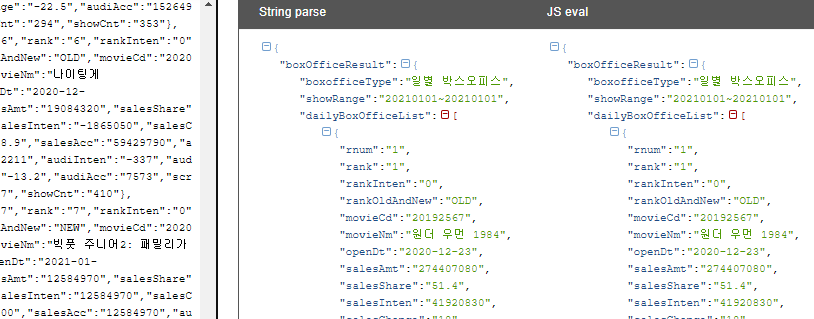 ge":"-22.5","audiAcc":"152649
nt":"294","showCnt":"353"},
6","rank":"6","rankInten":"0"
AndNew":"OLD","movieCd":"2020
vieNm":"나이팅게
Dt":"2020-12-
sAmt":"19084320","salesShare"
alesInten":"-1865050","salesC
8.9","salesAcc":"59429790","a
2211","audiInten":"-337","aud
"-13.2","audiAcc":"7573","scr
7","showCnt":"410"},
7","rank":"7","rankInten":"0"
AndNew":"NEW","movieCd":"2020
vieNm":"빅풋 주니어2: 패밀리가
enDt":"2021-01-
sAmt":"12584970","salesShare"
alesInten":"12584970","salesC
00","salesAcc":"12584970","au
String parse
{
"boxOfficeResult":{
"boxofficeType":"일별 박스오피스",
"showRange":"20210101~20210101",
"dailyBoxOfficeList":[
{
"rnum":"1",
"rank":"1",
"rankInten":"0",
"rankOldAndNew":"OLD",
"movieCd":"20192567",
"movieNm":"원더 우먼 1984",
"openDt":"2020-12-23",
"salesAmt":"274407080",
"salesShare":"51.4",
"salesInten":"41920830",
JS eval
{
"boxOfficeResult":{
"boxofficeType":"일별 박스오피스",
"showRange":"20210101~20210101",
"dailyBoxOfficeList":[
{
"rnum":"1",
"rank":"1",
"rankInten":"0",
"rankOldAndNew":"OLD",
"movieCd":"20192567",
"movieNm":"원더 우먼 1984",
"openDt":"2020-12-23",
"salesAmt":"274407080",
"salesShare":"51.4",
"salesInten":"41920830",